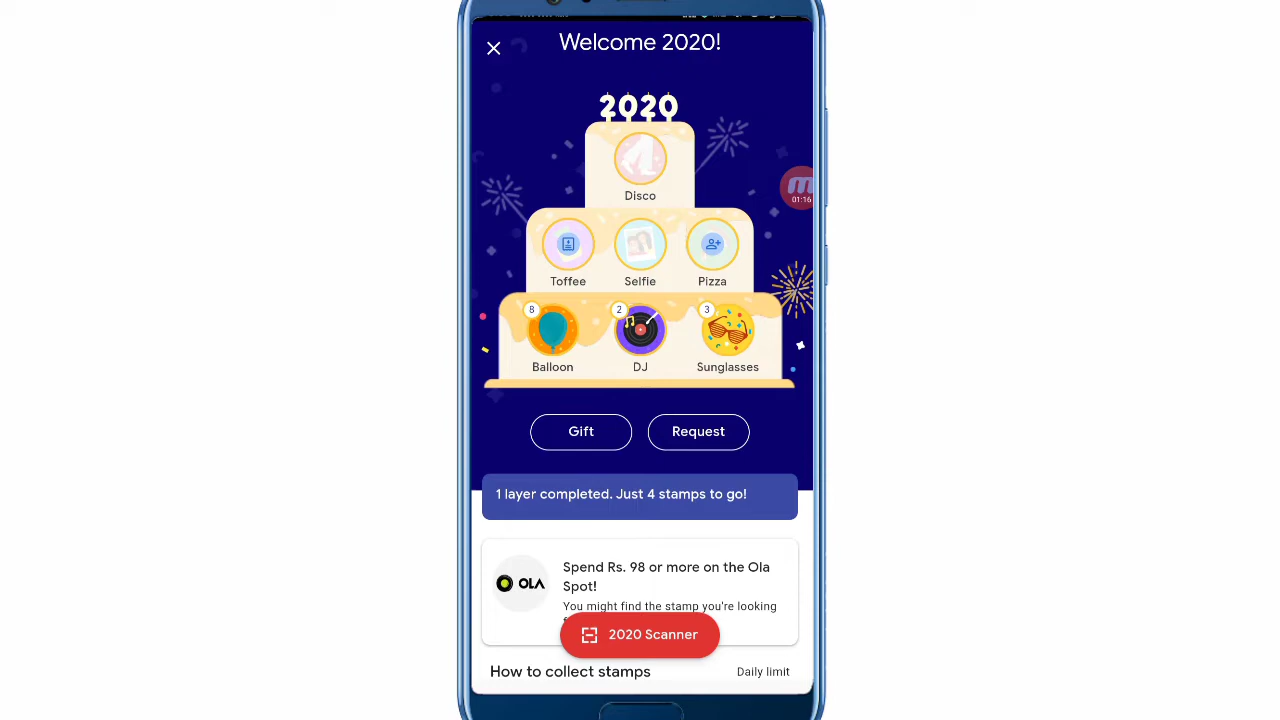 Welcome 2020!
2020
01:16
Disco
Toffee Selfie Pizza
8 2 3
Balloon DJ Sunglasses
Gift Request
1 layer completed. Just 4 stamps to go!
OLA
Spend Rs. 98 or more on the Ola
Spot!
You might find the stamp you're looking
2020 Scanner
How to collect stamps Daily limit